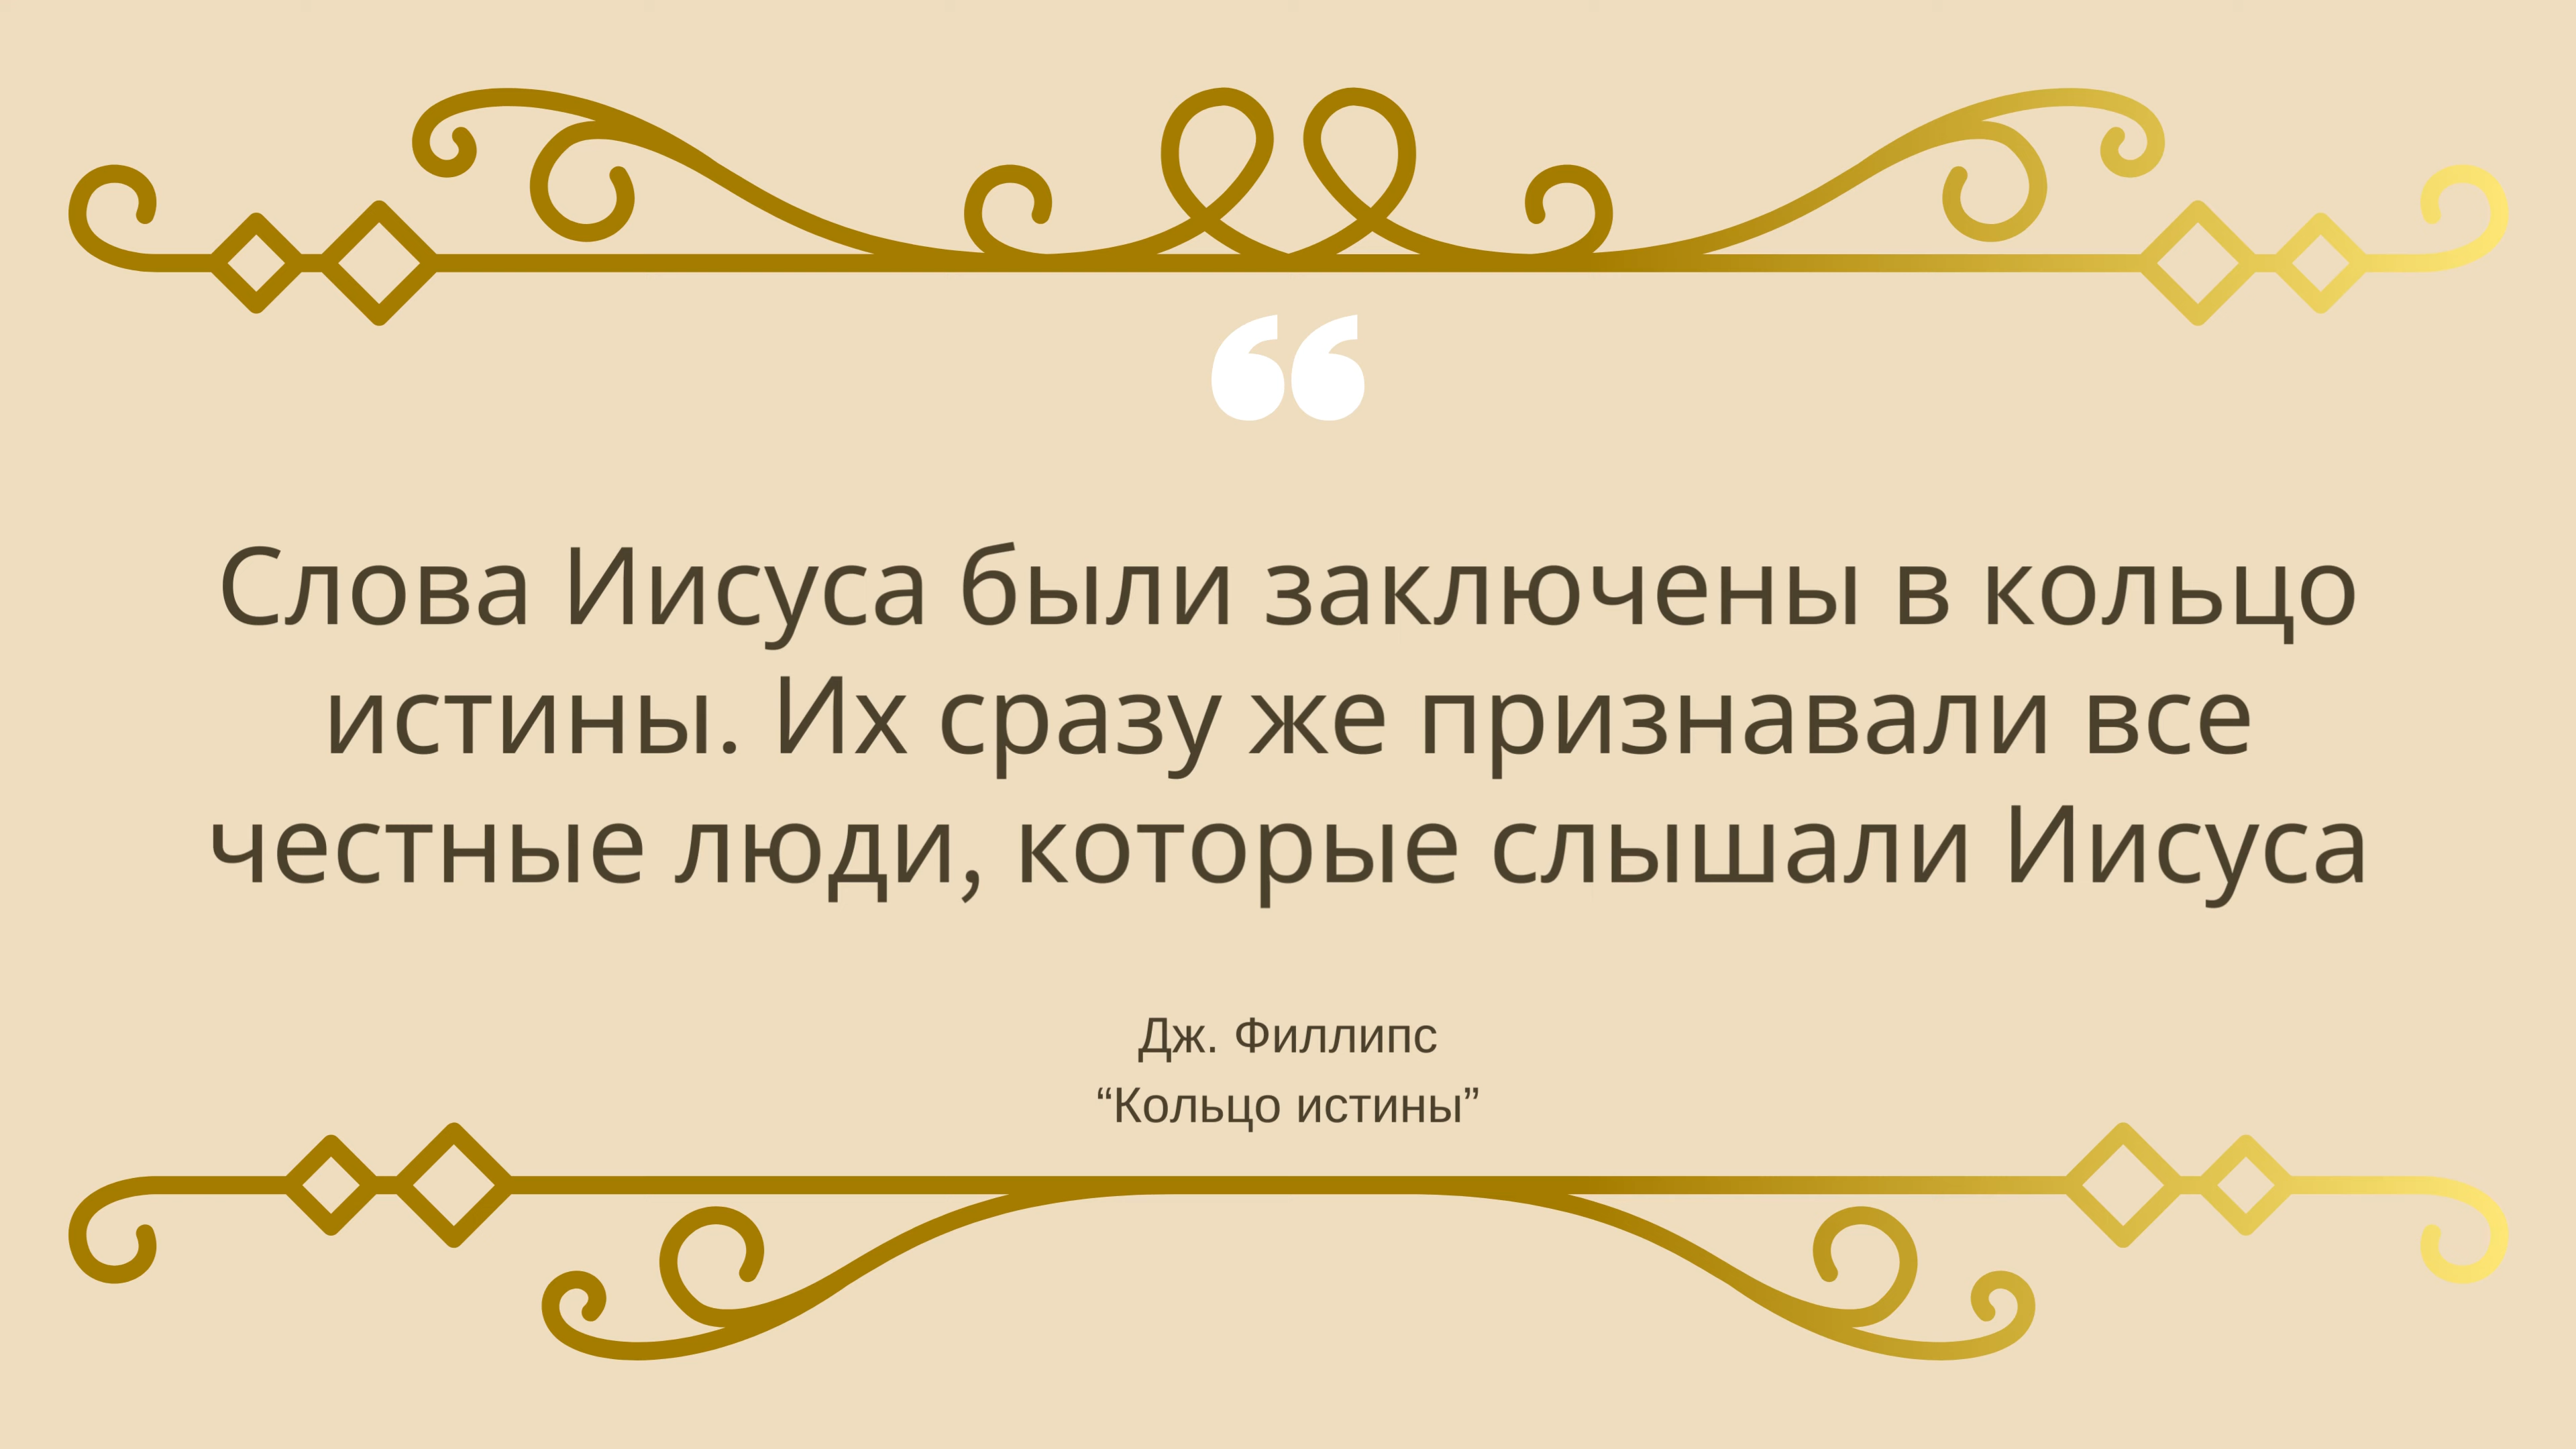 “
Слова Иисуса были заключены в кольцо
истины. Их сразу же признавали все
честные люди, которые слышали Иисуса
Дж. Филлипс
“Кольцо истины”